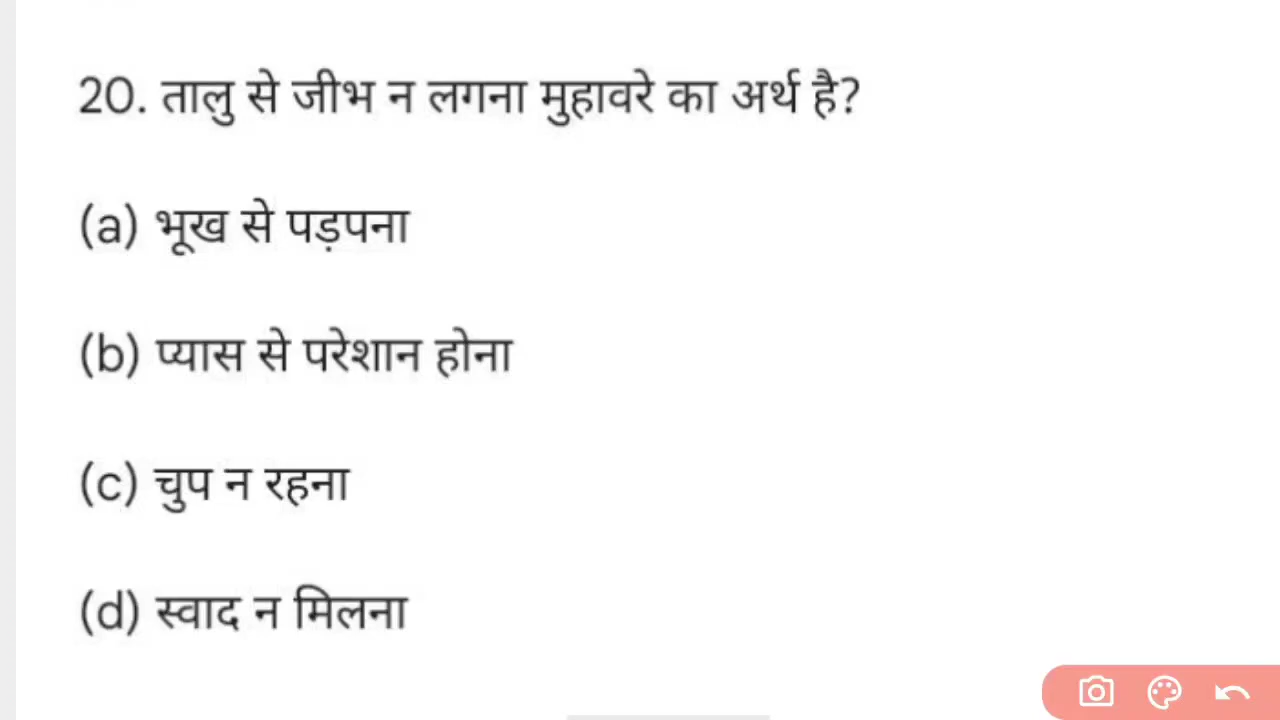 20. तालु से जीभ न लगना मुहावरे का अर्थ है?
(a) भूख से पड़पना
(b) प्यास से परेशान होना
(c) चुप न रहना
(d) स्वाद न मिलना